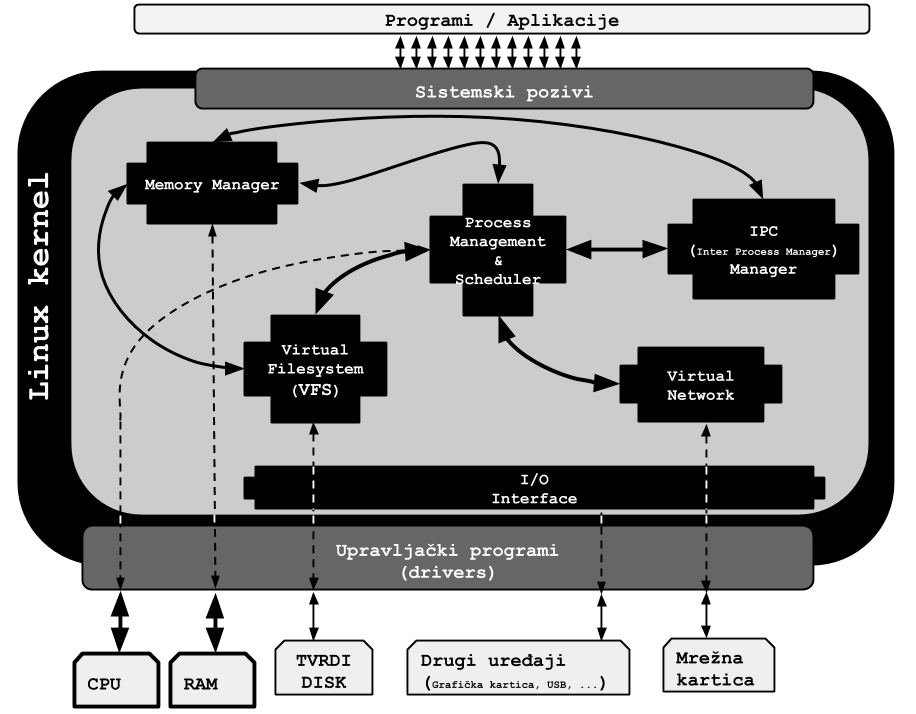 Programi / Aplikacije
Sistemski pozivi
Linux kernel
Memory Manager
Process
Management
&
Scheduler
IPC
(Inter Process Manager)
Manager
Virtual
Filesystem
(VFS)
Virtual
Network
I/O
Interface
Upravljački programi
(drivers)
CPU
RAM
TVRDI
DISK
Drugi uređaji
(Grafička kartica, USB, ...)
Mrežna
kartica